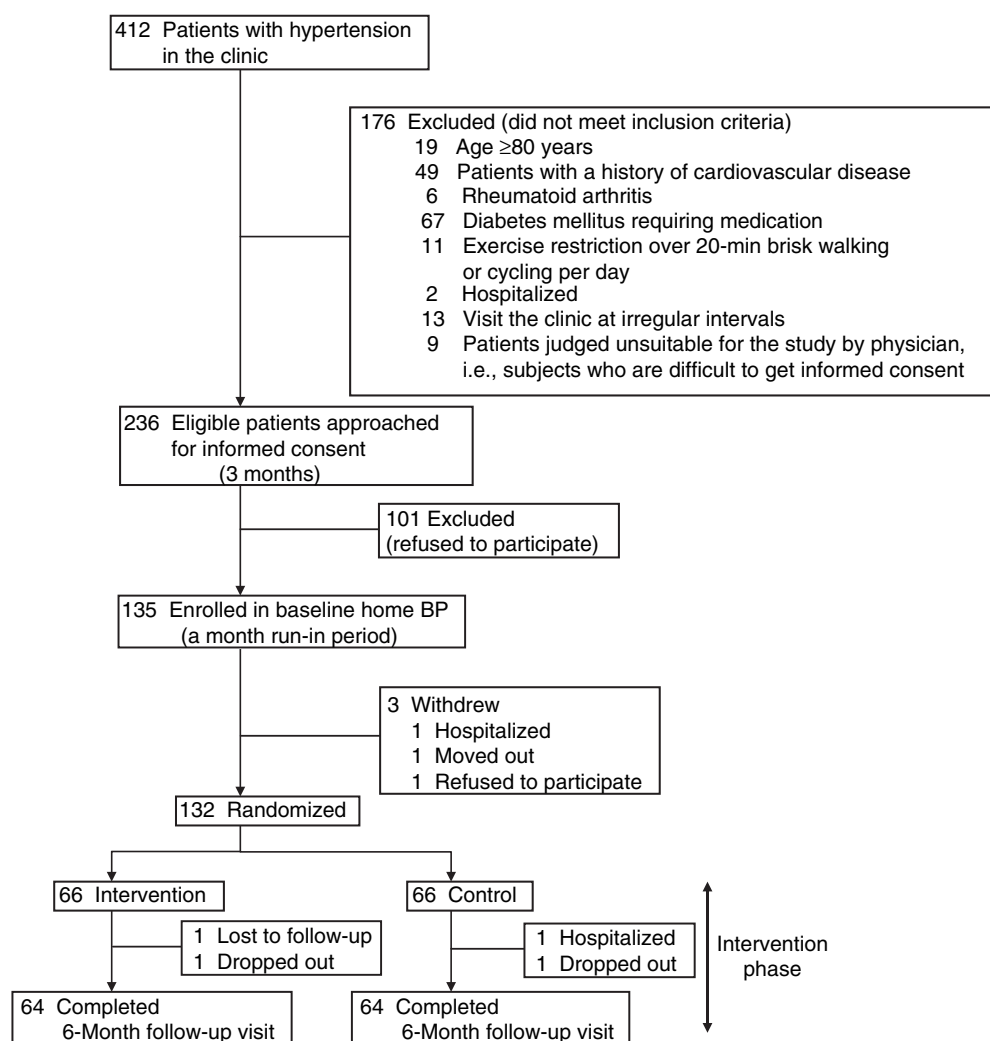 412 Patients with hypertension
in the clinic
176 Excluded (did not meet inclusion criteria)
19 Age ≥80 years
49 Patients with a history of cardiovascular disease
6 Rheumatoid arthritis
67 Diabetes mellitus requiring medication
11 Exercise restriction over 20-min brisk walking
or cycling per day
2 Hospitalized
13 Visit the clinic at irregular intervals
9 Patients judged unsuitable for the study by physician,
i.e., subjects who are difficult to get informed consent
236 Eligible patients approached
for informed consent
(3 months)
101 Excluded
(refused to participate)
135 Enrolled in baseline home BP
(a month run-in period)
3 Withdrew
1 Hospitalized
1 Moved out
1 Refused to participate
132 Randomized
66 Intervention
66 Control
1 Lost to follow-up
1 Dropped out
1 Hospitalized
1 Dropped out
Intervention
phase
64 Completed
6-Month follow-up visit
64 Completed
6-Month follow-up visit